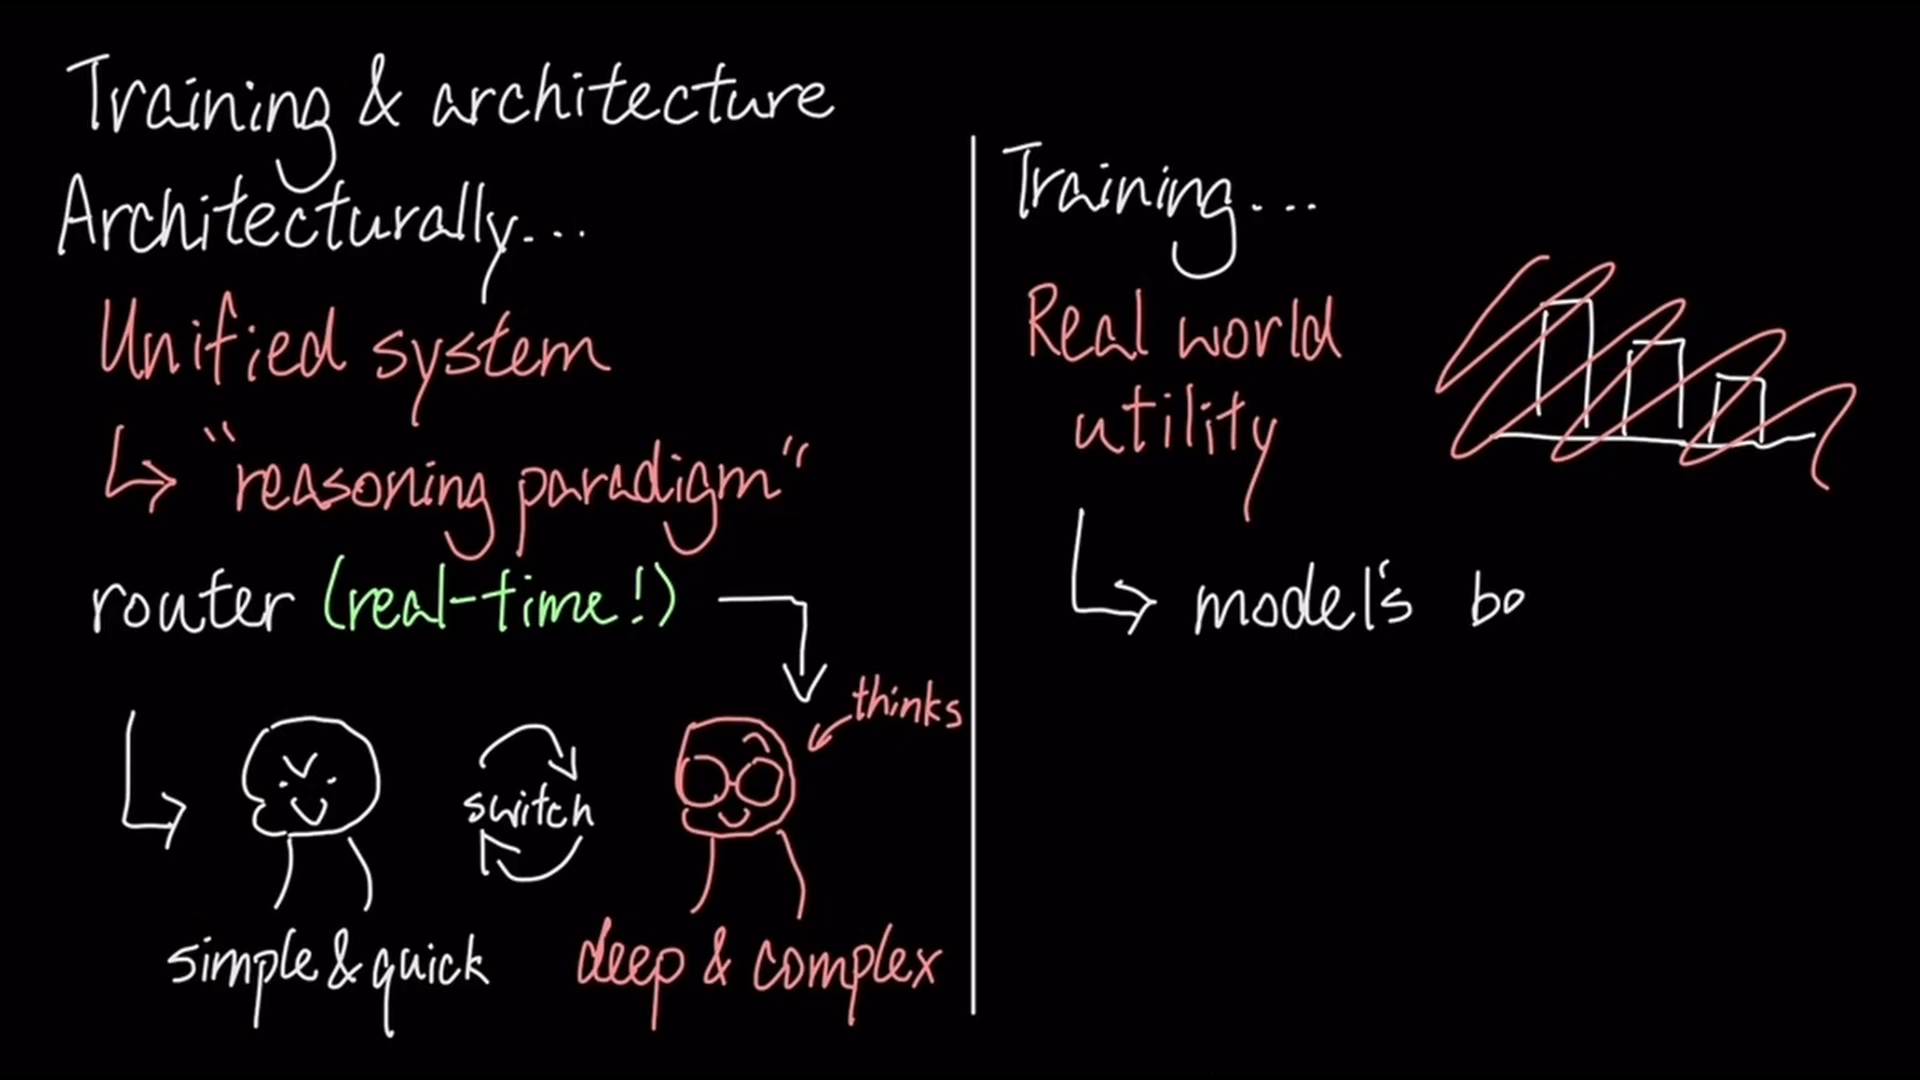 Training & architecture
Architecturally...
Unified system
"reasoning paradigm"
router (real-time!)
thinks
switch
simple & quick
deep & complex
Training...
Real world
utility
model's bo